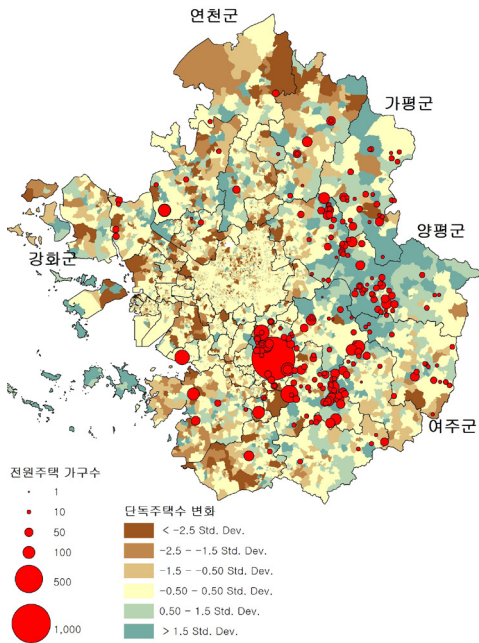 연천군
가평군
양평군
강화군
여주군
전원주택 가구수
1
10
50
100
500
1,000
단독주택수 변화
< -2.5 Std. Dev.
-2.5 - -1.5 Std. Dev.
-1.5 - -0.50 Std. Dev.
-0.50 - 0.50 Std. Dev.
0.50 - 1.5 Std. Dev.
> 1.5 Std. Dev.